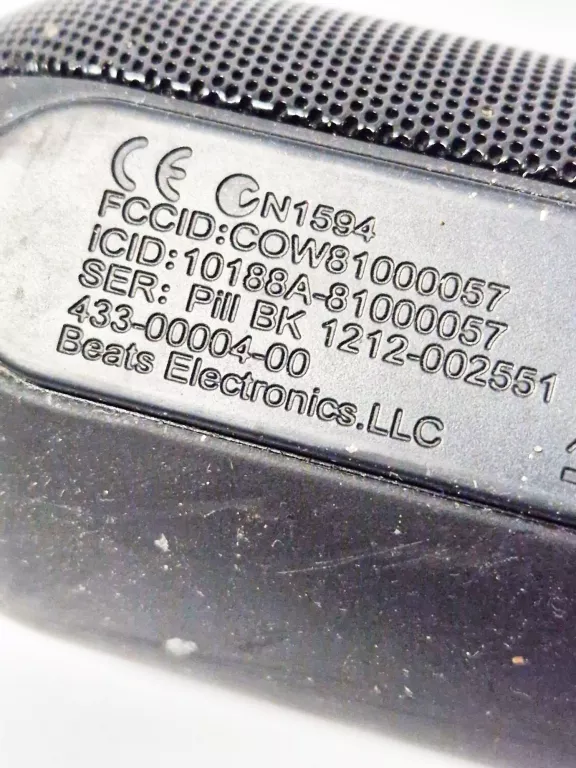 CE N1594
FCCID:COW81000057
ICID:10188A-81000057
SER: Pill BK 1212-002551
433-00004-00
Beats Electronics.LLC